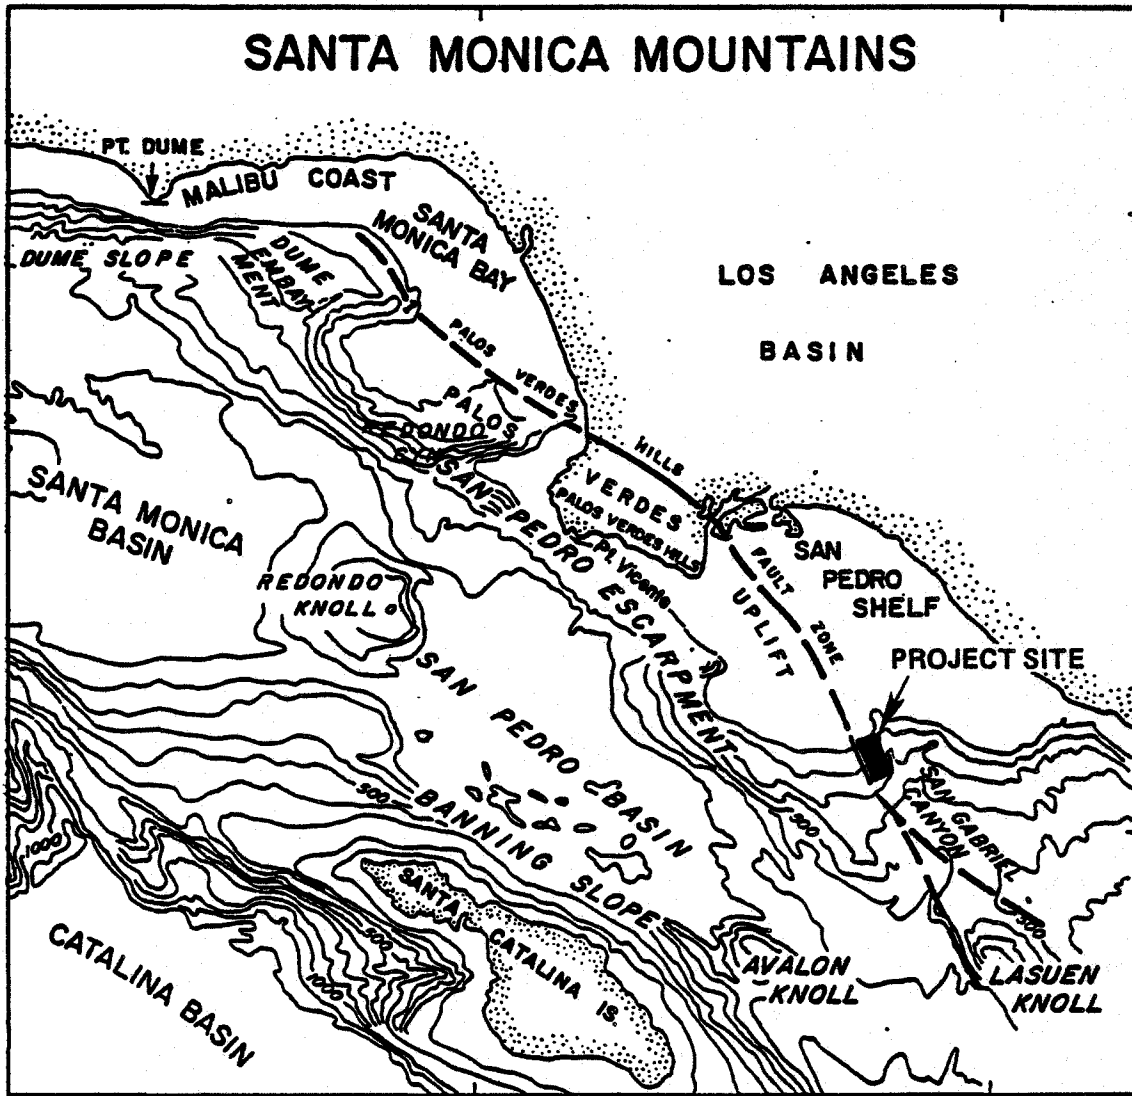 SANTA MONICA MOUNTAINS
PT. DUME
MALIBU COAST
SANTA
MONICA BAY
DUME SLOPE
DUME
EMBAY-
MENT
LOS ANGELES
BASIN
PALOS
VERDES
HILLS
FAULT
ZONE
PALOS
VERDES
UPLIFT
REDONDO
SAN PEDRO ESCARPMENT
PALOS VERDES HILLS
Pt. Vicente
SANTA MONICA
BASIN
SAN
PEDRO
SHELF
REDONDO
KNOLL
PROJECT SITE
SAN PEDRO BASIN
500
BANNING SLOPE
500
SAN GABRIEL
CANYON
1000
SANTA
CATALINA IS.
500
1000
CATALINA BASIN
500
AVALON
KNOLL
LASUEN
KNOLL